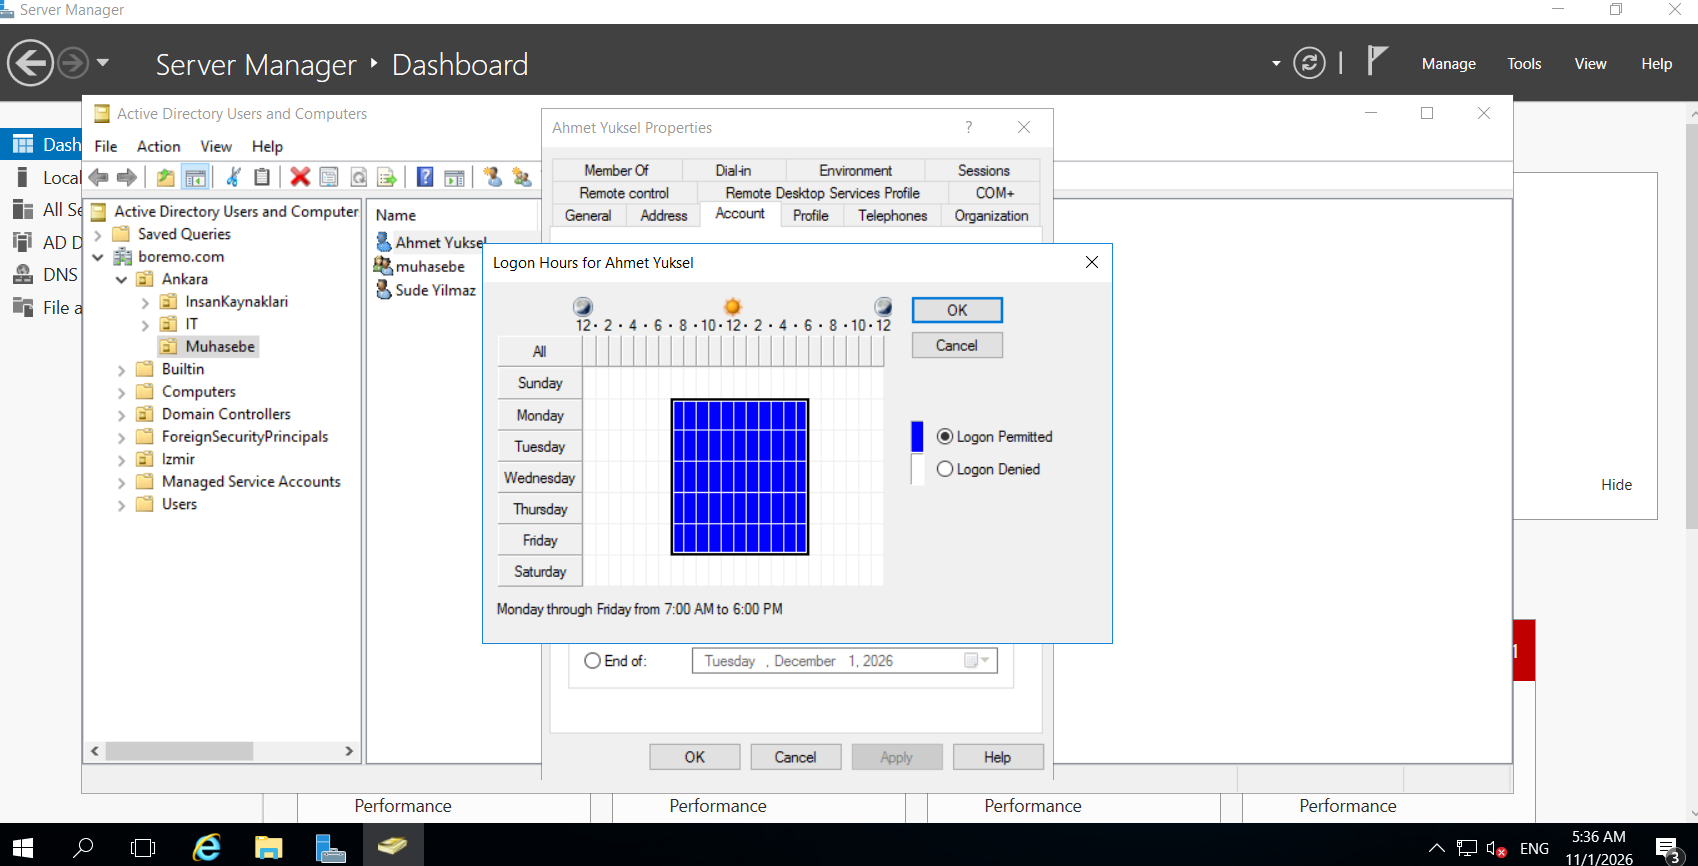 Server Manager
Server Manager ‣ Dashboard
Manage Tools View Help
Active Directory Users and Computers
File Action View Help
Dash
Local
All Se
AD D
DNS
File a
Active Directory Users and Computer
Saved Queries
boremo.com
Ankara
InsanKaynaklari
IT
Muhasebe
Builtin
Computers
Domain Controllers
ForeignSecurityPrincipals
Izmir
Managed Service Accounts
Users
Name
Ahmet Yuksel
muhasebe
Sude Yilmaz
Ahmet Yuksel Properties
?
Member Of Dial-in Environment Sessions
Remote control Remote Desktop Services Profile COM+
General Address Account Profile Telephones Organization
Logon Hours for Ahmet Yuksel
12 · 2 · 4 · 6 · 8 · 10 · 12 · 2 · 4 · 6 · 8 · 10 · 12
All
Sunday
Monday
Tuesday
Wednesday
Thursday
Friday
Saturday
OK
Cancel
Logon Permitted
Logon Denied
Monday through Friday from 7:00 AM to 6:00 PM
End of: Tuesday , December 1, 2026
OK Cancel Apply Help
Hide
1
Performance Performance Performance Performance
ENG
5:36 AM
11/1/2026
3